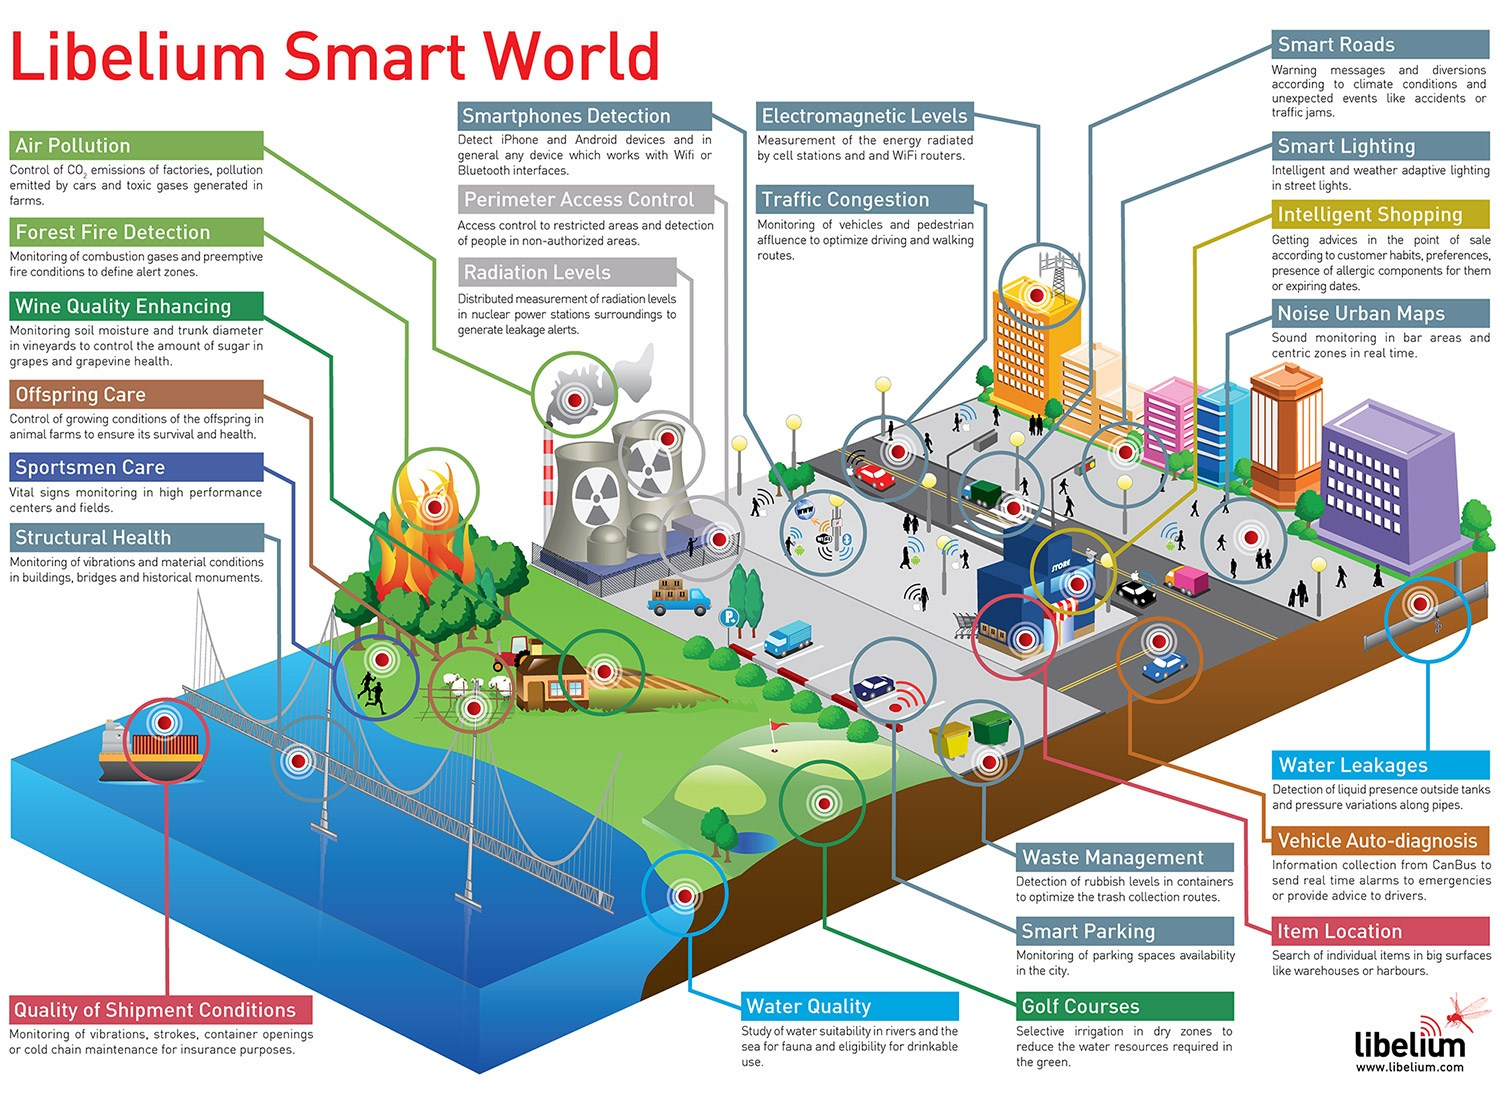 Libelium Smart World
Air Pollution
Control of CO2 emissions of factories, pollution
emitted by cars and toxic gases generated in
farms.
Forest Fire Detection
Monitoring of combustion gases and preemptive
fire conditions to define alert zones.
Wine Quality Enhancing
Monitoring soil moisture and trunk diameter
in vineyards to control the amount of sugar in
grapes and grapevine health.
Offspring Care
Control of growing conditions of the offspring in
animal farms to ensure its survival and health.
Sportsmen Care
Vital signs monitoring in high performance
centers and fields.
Structural Health
Monitoring of vibrations and material conditions
in buildings, bridges and historical monuments.
Quality of Shipment Conditions
Monitoring of vibrations, strokes, container openings
or cold chain maintenance for insurance purposes.
Smartphones Detection
Detect iPhone and Android devices and in
general any device which works with Wifi or
Bluetooth interfaces.
Perimeter Access Control
Access control to restricted areas and detection
of people in non-authorized areas.
Radiation Levels
Distributed measurement of radiation levels
in nuclear power stations surroundings to
generate leakage alerts.
Electromagnetic Levels
Measurement of the energy radiated
by cell stations and and WiFi routers.
Traffic Congestion
Monitoring of vehicles and pedestrian
affluence to optimize driving and walking
routes.
Smart Roads
Warning messages and diversions
according to climate conditions and
unexpected events like accidents or
traffic jams.
Smart Lighting
Intelligent and weather adaptive lighting
in street lights.
Intelligent Shopping
Getting advices in the point of sale
according to customer habits, preferences,
presence of allergic components for them
or expiring dates.
Noise Urban Maps
Sound monitoring in bar areas and
centric zones in real time.
WWW
WiFi
STORE
P
Water Leakages
Detection of liquid presence outside tanks
and pressure variations along pipes.
Vehicle Auto-diagnosis
Information collection from CanBus to
send real time alarms to emergencies
or provide advice to drivers.
Item Location
Search of individual items in big surfaces
like warehouses or harbours.
Waste Management
Detection of rubbish levels in containers
to optimize the trash collection routes.
Smart Parking
Monitoring of parking spaces availability
in the city.
Golf Courses
Selective irrigation in dry zones to
reduce the water resources required in
the green.
Water Quality
Study of water suitability in rivers and the
sea for fauna and eligibility for drinkable
use.
libelium
www.libelium.com